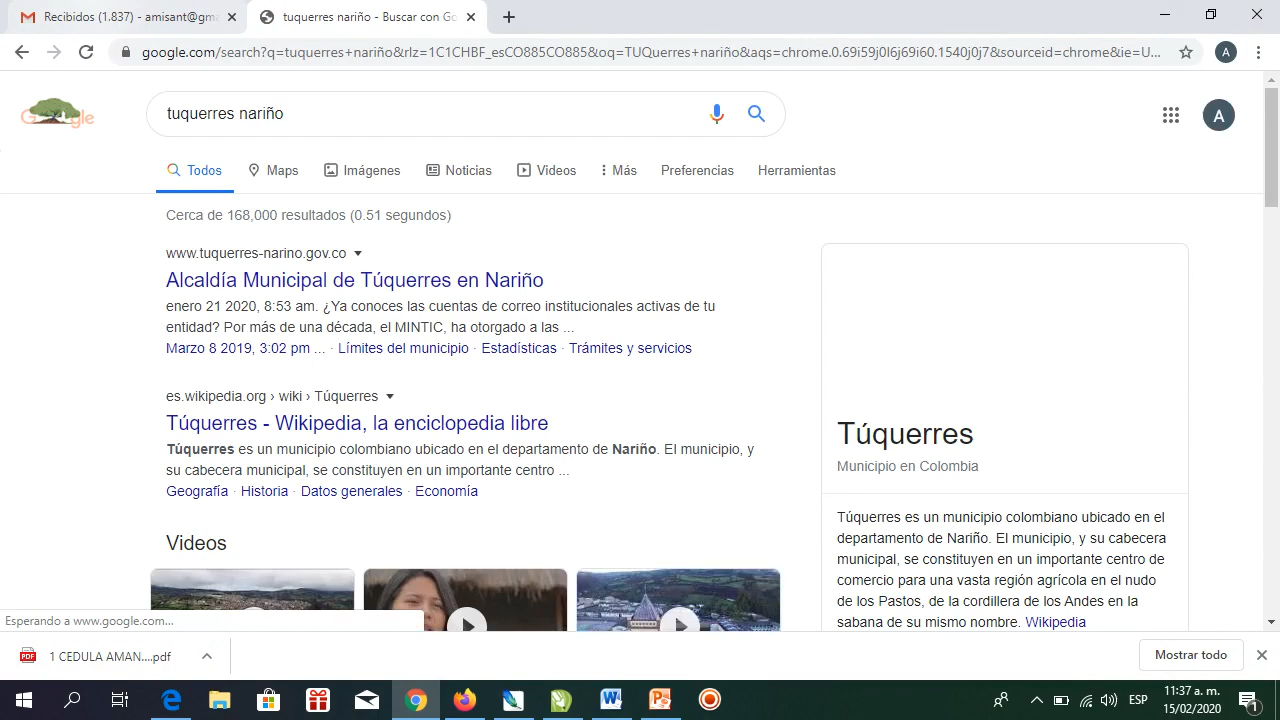 Recibidos (1.837) - amisant@gma
tuquerres nariño - Buscar con Go
google.com/search?q=tuquerres+nariño&rlz=1C1CHBF_esCO885CO885&oq=TUQuerres+nariño&aqs=chrome.0.69i59j0l6j69i60.1540j0j7&sourceid=chrome&ie=U...
A
Google
tuquerres nariño
A
Todos
Maps
Imágenes
Noticias
Videos
Más
Preferencias
Herramientas
Cerca de 168,000 resultados (0.51 segundos)
www.tuquerres-narino.gov.co
Alcaldía Municipal de Túquerres en Nariño
enero 21 2020, 8:53 am. ¿Ya conoces las cuentas de correo institucionales activas de tu
entidad? Por más de una década, el MINTIC, ha otorgado a las ...
Marzo 8 2019, 3:02 pm ... · Límites del municipio · Estadísticas · Trámites y servicios
es.wikipedia.org › wiki › Túquerres
Túquerres - Wikipedia, la enciclopedia libre
Túquerres es un municipio colombiano ubicado en el departamento de Nariño. El municipio, y
su cabecera municipal, se constituyen en un importante centro ...
Geografía · Historia · Datos generales · Economía
Videos
Túquerres
Municipio en Colombia
Túquerres es un municipio colombiano ubicado en el
departamento de Nariño. El municipio, y su cabecera
municipal, se constituyen en un importante centro de
comercio para una vasta región agrícola en el nudo
de los Pastos, de la cordillera de los Andes en la
sabana de su mismo nombre. Wikipedia
Esperando a www.google.com...
PDF
1 CEDULA AMAN....pdf
Mostrar todo
ESP
11:37 a. m.
15/02/2020
1